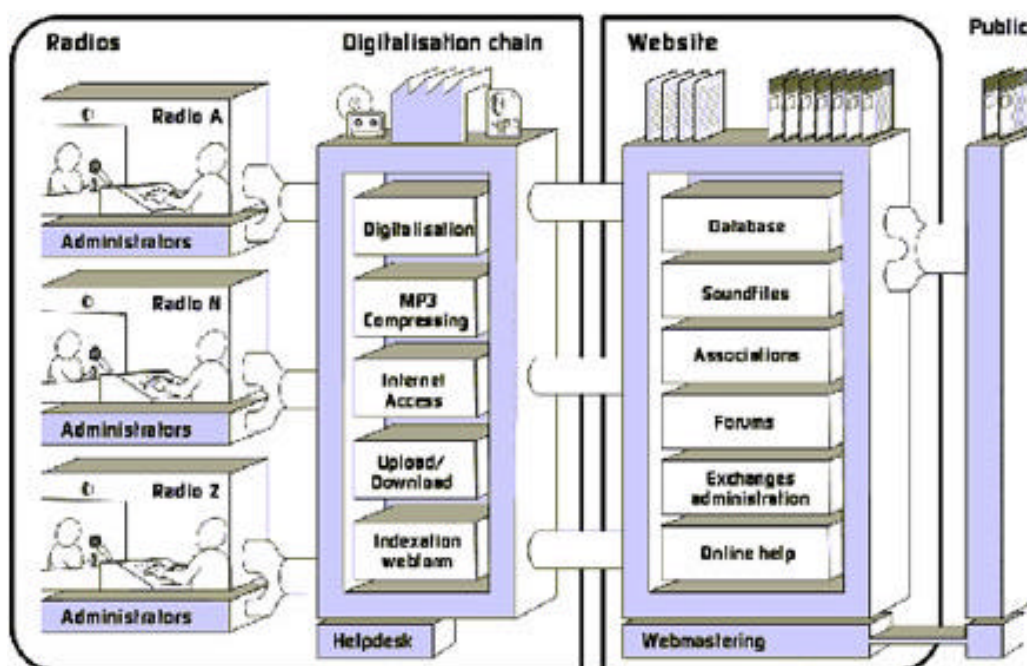 Radios
Digitalisation chain
Website
Public
Radio A
Administrators
Radio N
Administrators
Radio Z
Administrators
Digitalisation
MP3
Compressing
Internet
Access
Upload/
Download
Indexation
webform
Helpdesk
Database
Soundfiles
Associations
Forums
Exchanges
administration
Online help
Webmastering